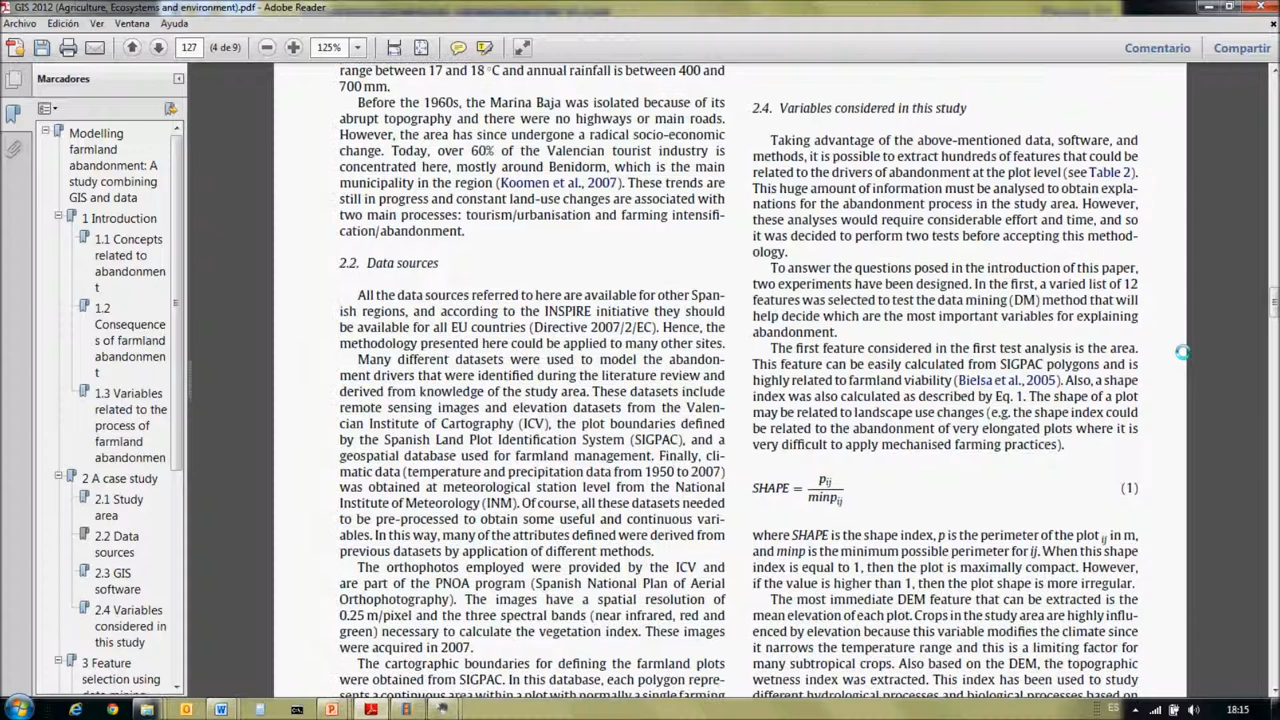 GIS 2012 (Agriculture, Ecosystems and environment).pdf - Adobe Reader
Archivo Edición Ver Ventana Ayuda
127 (4 de 9) 125% Comentario Compartir
Marcadores
Modelling
farmland
abandonment: A
study combining
GIS and data
1 Introduction
1.1 Concepts
related to
abandonmen
t
1.2
Consequence
s of farmland
abandonmen
t
1.3 Variables
related to the
process of
farmland
abandonmen
2 A case study
2.1 Study
area
2.2 Data
sources
2.3 GIS
software
2.4 Variables
considered in
this study
3 Feature
selection using
range between 17 and 18 °C and annual rainfall is between 400 and
700 mm.
Before the 1960s, the Marina Baja was isolated because of its
abrupt topography and there were no highways or main roads.
However, the area has since undergone a radical socio-economic
change. Today, over 60% of the Valencian tourist industry is
concentrated here, mostly around Benidorm, which is the main
municipality in the region (Koomen et al., 2007). These trends are
still in progress and constant land-use changes are associated with
two main processes: tourism/urbanisation and farming intensifi-
cation/abandonment.
2.2. Data sources
All the data sources referred to here are available for other Span-
ish regions, and according to the INSPIRE initiative they should
be available for all EU countries (Directive 2007/2/EC). Hence, the
methodology presented here could be applied to many other sites.
Many different datasets were used to model the abandon-
ment drivers that were identified during the literature review and
derived from knowledge of the study area. These datasets include
remote sensing images and elevation datasets from the Valen-
cian Institute of Cartography (ICV), the plot boundaries defined
by the Spanish Land Plot Identification System (SIGPAC), and a
geospatial database used for farmland management. Finally, cli-
matic data (temperature and precipitation data from 1950 to 2007)
was obtained at meteorological station level from the National
Institute of Meteorology (INM). Of course, all these datasets needed
to be pre-processed to obtain some useful and continuous vari-
ables. In this way, many of the attributes defined were derived from
previous datasets by application of different methods.
The orthophotos employed were provided by the ICV and
are part of the PNOA program (Spanish National Plan of Aerial
Orthophotography). The images have a spatial resolution of
0.25 m/pixel and the three spectral bands (near infrared, red and
green) necessary to calculate the vegetation index. These images
were acquired in 2007.
The cartographic boundaries for defining the farmland plots
were obtained from SIGPAC. In this database, each polygon repre-
sents a continuous area within a plot with normally a single farming
2.4. Variables considered in this study
Taking advantage of the above-mentioned data, software, and
methods, it is possible to extract hundreds of features that could be
related to the drivers of abandonment at the plot level (see Table 2).
This huge amount of information must be analysed to obtain expla-
nations for the abandonment process in the study area. However,
these analyses would require considerable effort and time, and so
it was decided to perform two tests before accepting this method-
ology.
To answer the questions posed in the introduction of this paper,
two experiments have been designed. In the first, a varied list of 12
features was selected to test the data mining (DM) method that will
help decide which are the most important variables for explaining
abandonment.
The first feature considered in the first test analysis is the area.
This feature can be easily calculated from SIGPAC polygons and is
highly related to farmland viability (Bielsa et al., 2005). Also, a shape
index was also calculated as described by Eq. 1. The shape of a plot
may be related to landscape use changes (e.g. the shape index could
be related to the abandonment of very elongated plots where it is
very difficult to apply mechanised farming practices).
SHAPE = pij / minpij (1)
where SHAPE is the shape index, p is the perimeter of the plot ij in m,
and minp is the minimum possible perimeter for ij. When this shape
index is equal to 1, then the plot is maximally compact. However,
if the value is higher than 1, then the plot shape is more irregular.
The most immediate DEM feature that can be extracted is the
mean elevation of each plot. Crops in the study area are highly influ-
enced by elevation because this variable modifies the climate since
it narrows the temperature range and this is a limiting factor for
many subtropical crops. Also based on the DEM, the topographic
wetness index was extracted. This index has been used to study
different hydrological processes and biological processes based on
ES 18:15